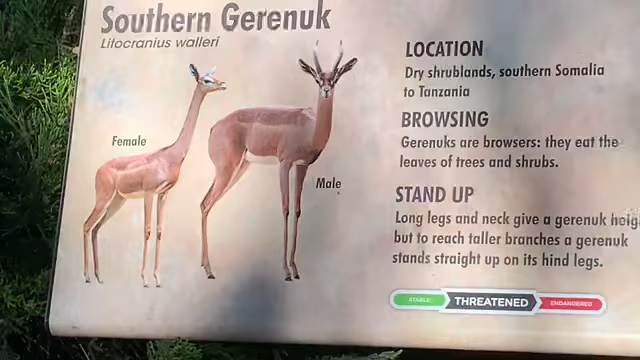 Southern Gerenuk
Litocranius walleri
Female
Male
LOCATION
Dry shrublands, southern Somalia
to Tanzania
BROWSING
Gerenuks are browsers: they eat the
leaves of trees and shrubs.
STAND UP
Long legs and neck give a gerenuk
but to reach taller branches a gerenuk
stands straight up on its hind legs.
STABLE THREATENED ENDANGERED